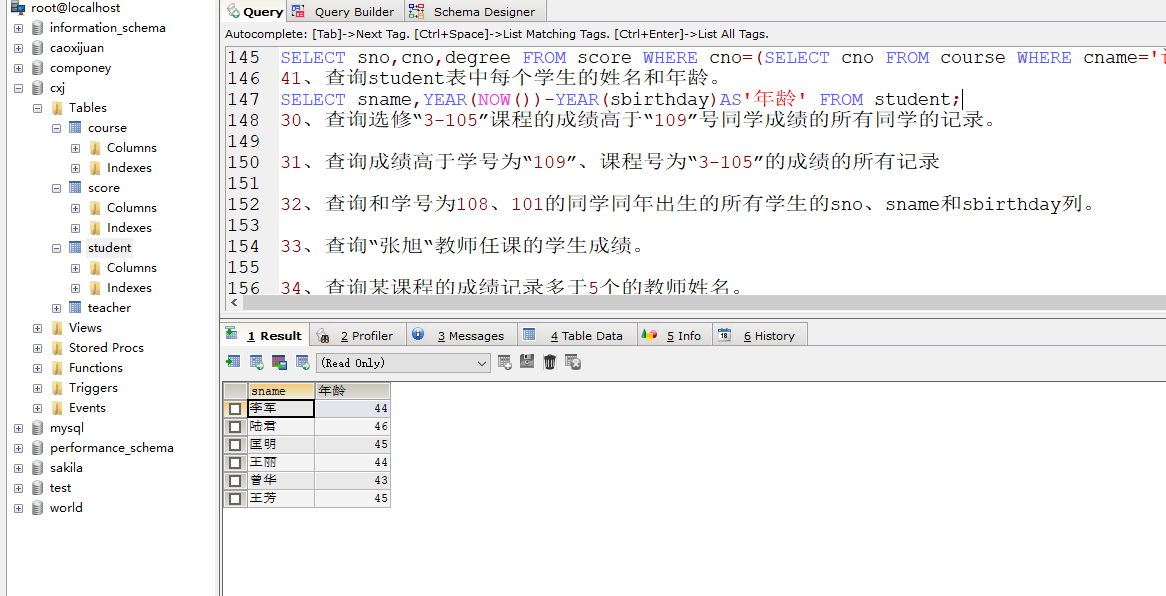 root@localhost
information_schema
caoxijuan
componey
cxj
Tables
course
Columns
Indexes
score
Columns
Indexes
student
Columns
Indexes
teacher
Views
Stored Procs
Functions
Triggers
Events
mysql
performance_schema
sakila
test
world
Query Query Builder Schema Designer
Autocomplete: [Tab]->Next Tag. [Ctrl+Space]->List Matching Tags. [Ctrl+Enter]->List All Tags.
145 SELECT sno,cno,degree FROM score WHERE cno=(SELECT cno FROM course WHERE cname='
146 41、查询student表中每个学生的姓名和年龄。
147 SELECT sname,YEAR(NOW())-YEAR(sbirthday)AS'年龄' FROM student;
148 30、查询选修“3-105”课程的成绩高于“109”号同学成绩的所有同学的记录。
149
150 31、查询成绩高于学号为“109”、课程号为“3-105”的成绩的所有记录
151
152 32、查询和学号为108、101的同学同年出生的所有学生的sno、sname和sbirthday列。
153
154 33、查询“张旭“教师任课的学生成绩。
155
156 34、查询某课程的成绩记录多于5个的教师姓名。
1 Result 2 Profiler 3 Messages 4 Table Data 5 Info 18 6 History
(Read Only)
sname 年龄
李军 44
陆君 46
匡明 45
王丽 44
曾华 43
王芳 45